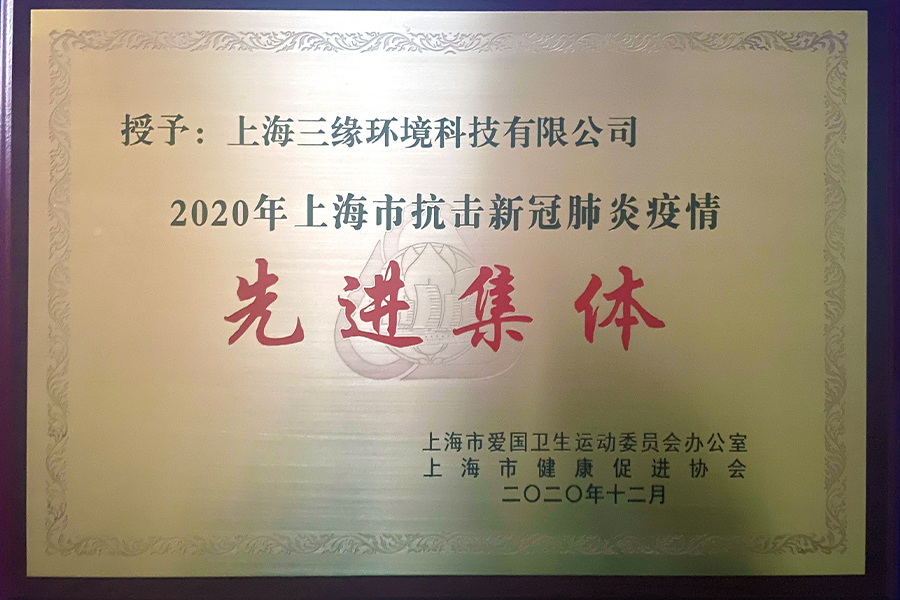 授予：上海三缘环境科技有限公司
2020年上海市抗击新冠肺炎疫情
先进集体
上海市爱国卫生运动委员会办公室
上海市健康促进协会
二〇二〇年十二月